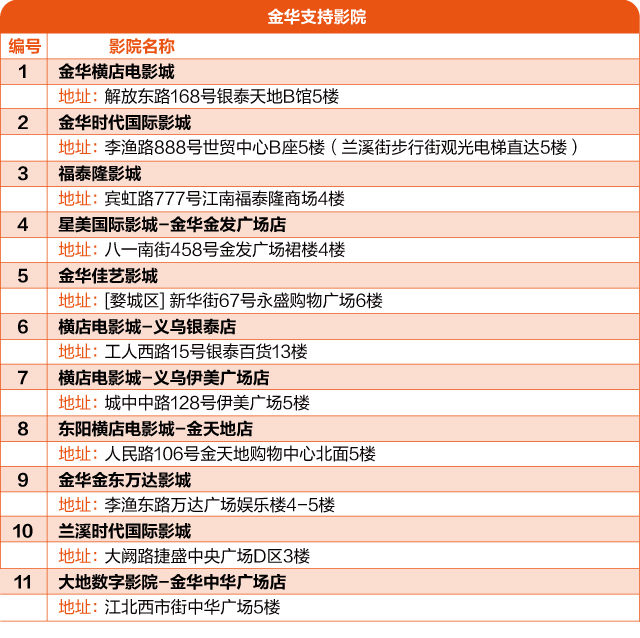 金华支持影院
编号 影院名称
1 金华横店电影城
地址：解放东路168号银泰天地B馆5楼
2 金华时代国际影城
地址：李渔路888号世贸中心B座5楼（兰溪街步行街观光电梯直达5楼）
3 福泰隆影城
地址：宾虹路777号江南福泰隆商场4楼
4 星美国际影城-金华金发广场店
地址：八一南街458号金发广场裙楼4楼
5 金华佳艺影城
地址：[婺城区] 新华街67号永盛购物广场6楼
6 横店电影城-义乌银泰店
地址：工人西路15号银泰百货13楼
7 横店电影城-义乌伊美广场店
地址：城中中路128号伊美广场5楼
8 东阳横店电影城-金天地店
地址：人民路106号金天地购物中心北面5楼
9 金华金东万达影城
地址：李渔东路万达广场娱乐楼4-5楼
10 兰溪时代国际影城
地址：大阙路捷盛中央广场D区3楼
11 大地数字影院-金华中华广场店
地址：江北西市街中华广场5楼